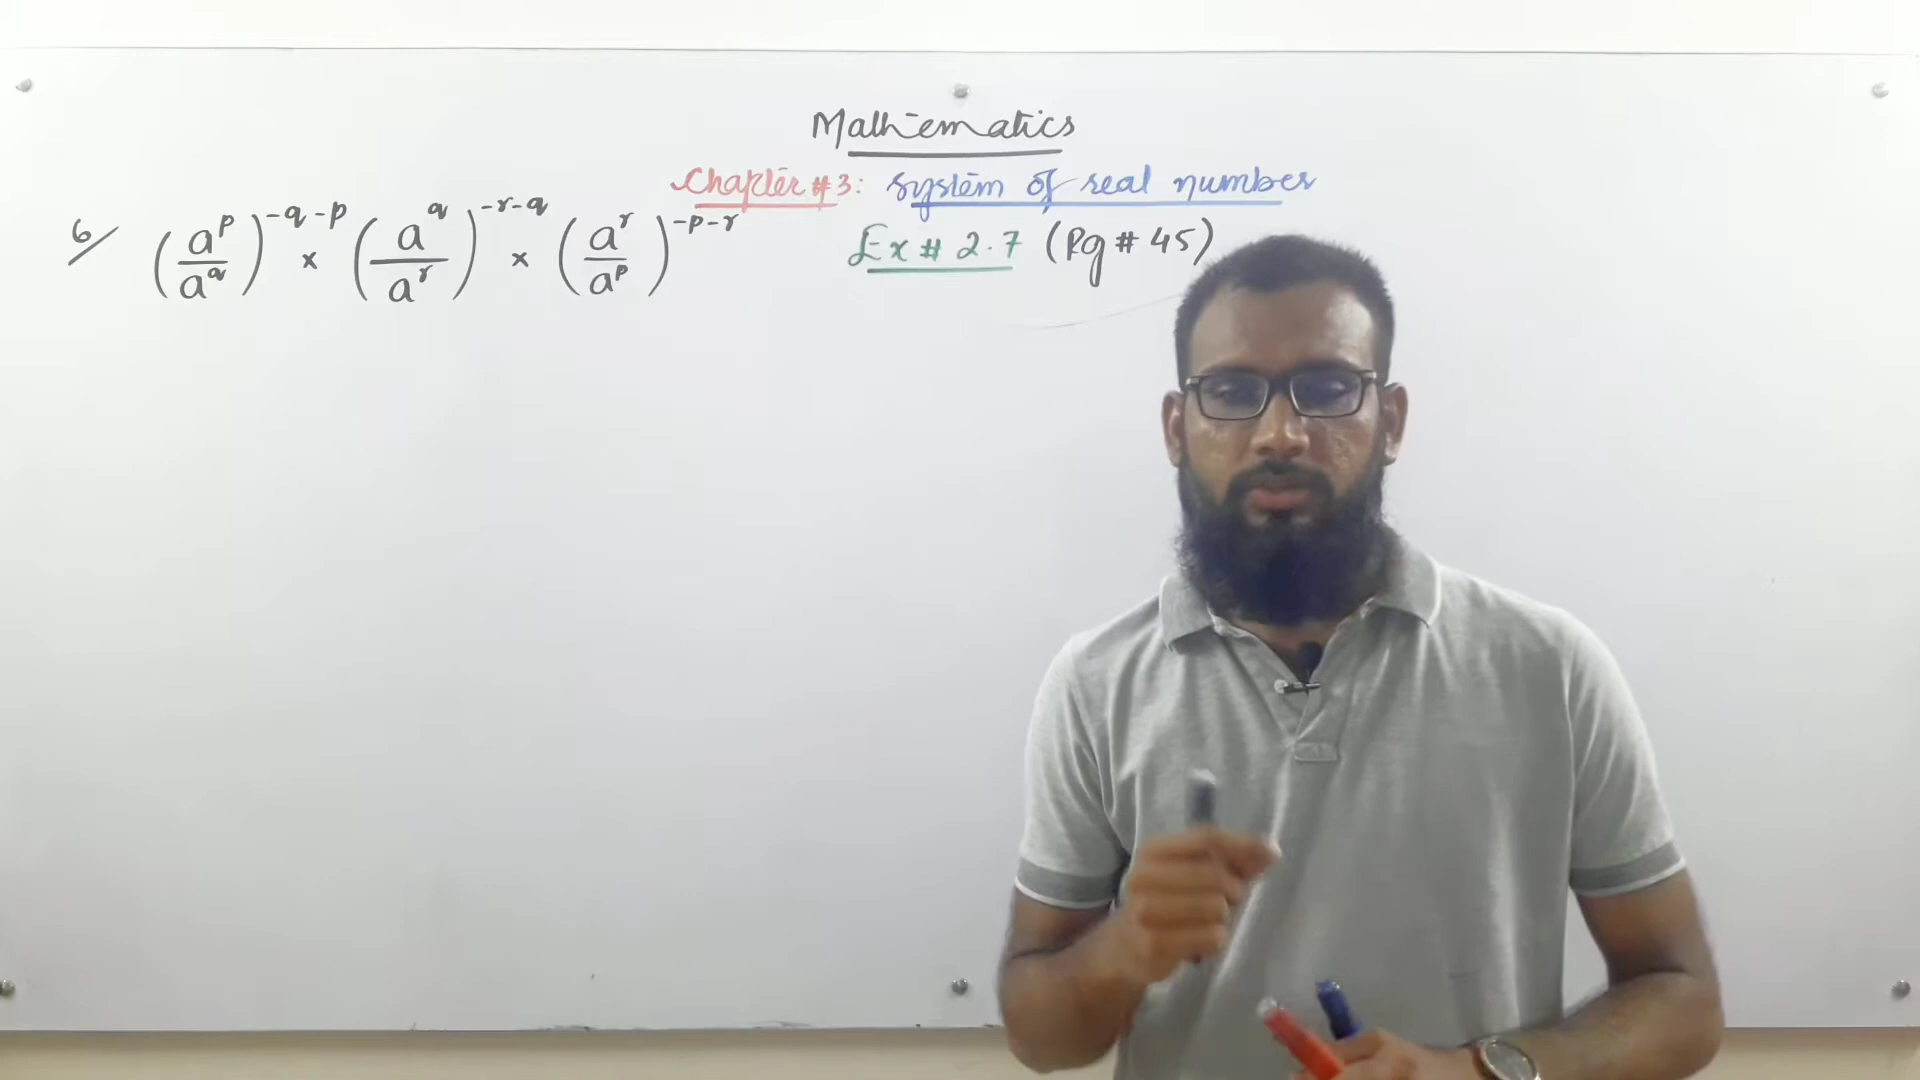 Mathematics
Chapter # 3: System of real number
Ex # 2.7 (Pg # 45)
6/ (a^p/a^q)^-q-p × (a^q/a^r)^-r-q × (a^r/a^p)^-p-r